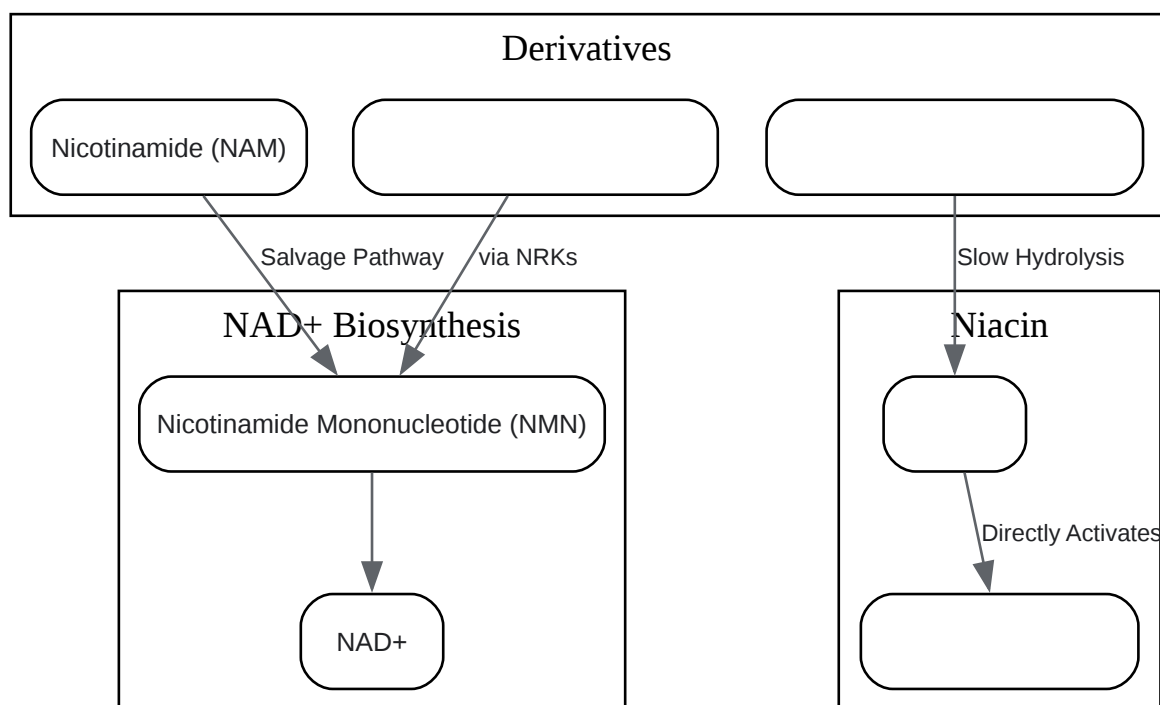 Derivatives
Nicotinamide (NAM)
Salvage Pathway
via NRKs
Slow Hydrolysis
NAD+ Biosynthesis
Niacin
Nicotinamide Mononucleotide (NMN)
Directly Activates
NAD+